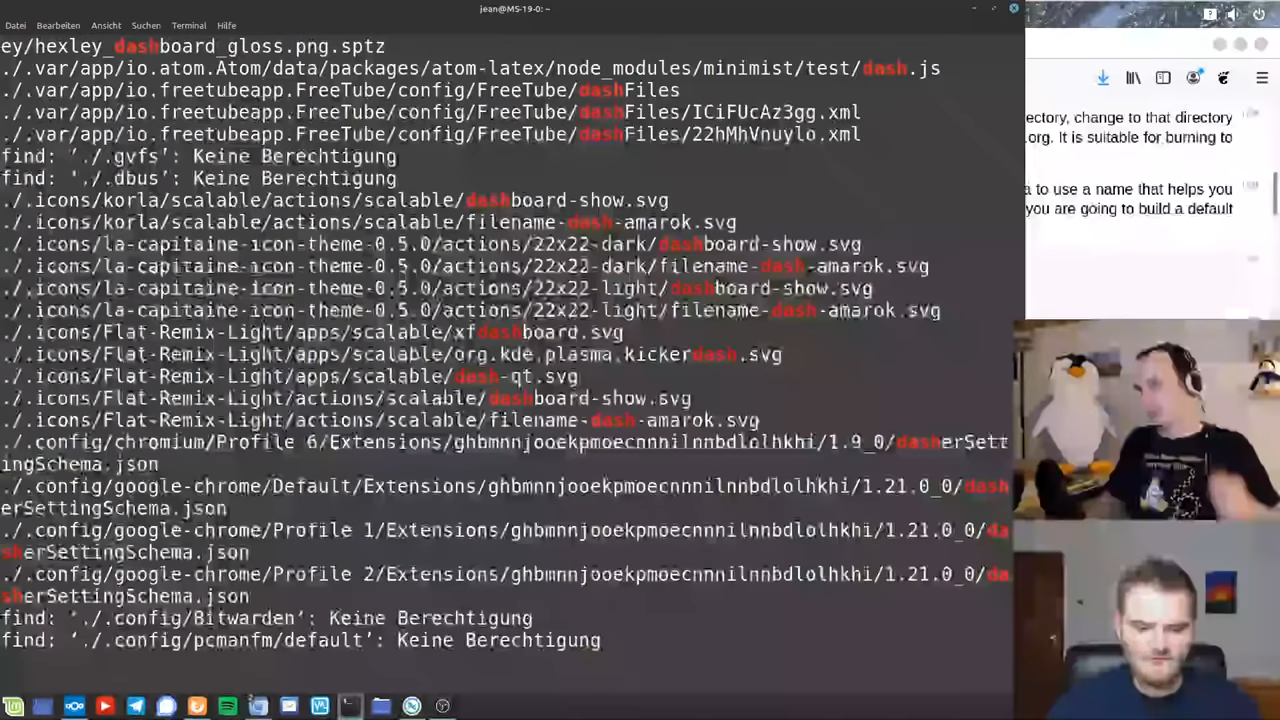 jean@MS-19-0: ~
Datei Bearbeiten Ansicht Suchen Terminal Hilfe
ey/hexley_dashboard_gloss.png.sptz
./.var/app/io.atom.Atom/data/packages/atom-latex/node_modules/minimist/test/dash.js
./.var/app/io.freetubeapp.FreeTube/config/FreeTube/dashFiles
./.var/app/io.freetubeapp.FreeTube/config/FreeTube/dashFiles/ICiFUcAz3gg.xml
./.var/app/io.freetubeapp.FreeTube/config/FreeTube/dashFiles/22hMhVnuylo.xml
find: ‘./.gvfs’: Keine Berechtigung
find: ‘./.dbus’: Keine Berechtigung
./.icons/korla/scalable/actions/scalable/dashboard-show.svg
./.icons/korla/scalable/actions/scalable/filename-dash-amarok.svg
./.icons/la-capitaine-icon-theme-0.5.0/actions/22x22-dark/dashboard-show.svg
./.icons/la-capitaine-icon-theme-0.5.0/actions/22x22-dark/filename-dash-amarok.svg
./.icons/la-capitaine-icon-theme-0.5.0/actions/22x22-light/dashboard-show.svg
./.icons/la-capitaine-icon-theme-0.5.0/actions/22x22-light/filename-dash-amarok.svg
./.icons/Flat-Remix-Light/apps/scalable/xfdashboard.svg
./.icons/Flat-Remix-Light/apps/scalable/org.kde.plasma.kickerdash.svg
./.icons/Flat-Remix-Light/apps/scalable/dash-qt.svg
./.icons/Flat-Remix-Light/actions/scalable/dashboard-show.svg
./.icons/Flat-Remix-Light/actions/scalable/filename-dash-amarok.svg
./.config/chromium/Profile 6/Extensions/ghbmnnjooekpmoecnnnilnnbdlolhkhi/1.9_0/dasherSett
ingSchema.json
./.config/google-chrome/Default/Extensions/ghbmnnjooekpmoecnnnilnnbdlolhkhi/1.21.0_0/dash
erSettingSchema.json
./.config/google-chrome/Profile 1/Extensions/ghbmnnjooekpmoecnnnilnnbdlolhkhi/1.21.0_0/da
sherSettingSchema.json
./.config/google-chrome/Profile 2/Extensions/ghbmnnjooekpmoecnnnilnnbdlolhkhi/1.21.0_0/da
sherSettingSchema.json
find: ‘./.config/Bitwarden’: Keine Berechtigung
find: ‘./.config/pcmanfm/default’: Keine Berechtigung
ectory, change to that directory
.org. It is suitable for burning to
a to use a name that helps you
you are going to build a default